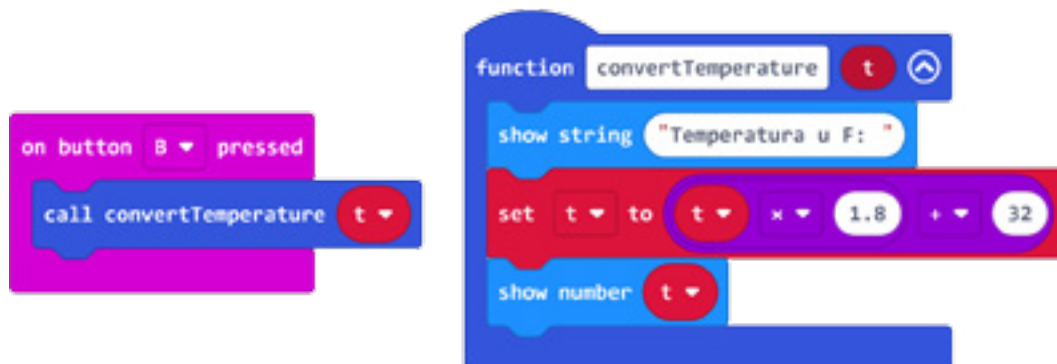 on button B pressed
call convertTemperature t
function convertTemperature t
show string "Temperatura u F: "
set t to t × 1.8 + 32
show number t